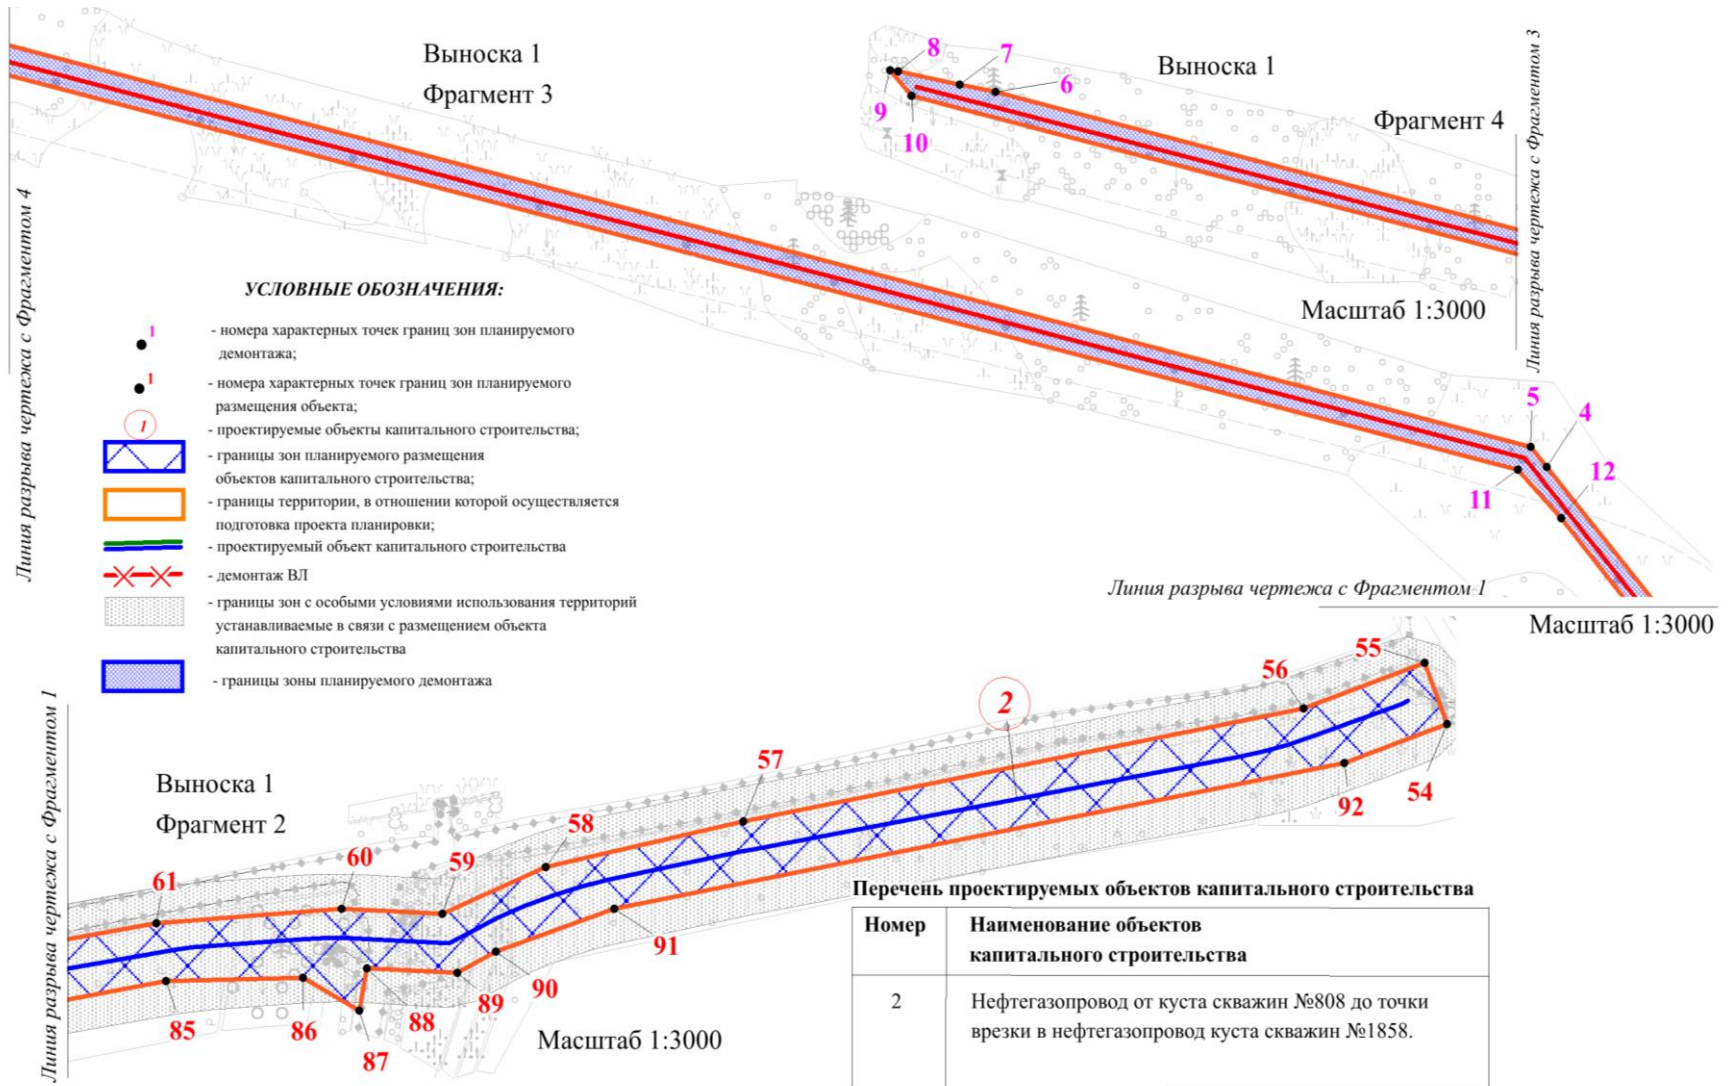 Выноска 1
Фрагмент 3
Линия разрыва чертежа с Фрагментом 4
8
7
6
9
10
Выноска 1
Фрагмент 4
Масштаб 1:3000
Линия разрыва чертежа с Фрагментом 3
5
4
11
12
Линия разрыва чертежа с Фрагментом 1
Масштаб 1:3000
УСЛОВНЫЕ ОБОЗНАЧЕНИЯ:
1
- номера характерных точек границ зон планируемого
демонтажа;
1
- номера характерных точек границ зон планируемого
размещения объекта;
1
- проектируемые объекты капитального строительства;
- границы зон планируемого размещения
объектов капитального строительства;
- границы территории, в отношении которой осуществляется
подготовка проекта планировки;
- проектируемый объект капитального строительства
- демонтаж ВЛ
- границы зон с особыми условиями использования территорий
устанавливаемые в связи с размещением объекта
капитального строительства
- границы зоны планируемого демонтажа
Линия разрыва чертежа с Фрагментом 1
Выноска 1
Фрагмент 2
61
60
59
58
57
2
56
55
54
92
91
90
89
88
87
86
85
Масштаб 1:3000
Перечень проектируемых объектов капитального строительства
Номер
Наименование объектов
капитального строительства
2
Нефтегазопровод от куста скважин №808 до точки
врезки в нефтегазопровод куста скважин №1858.